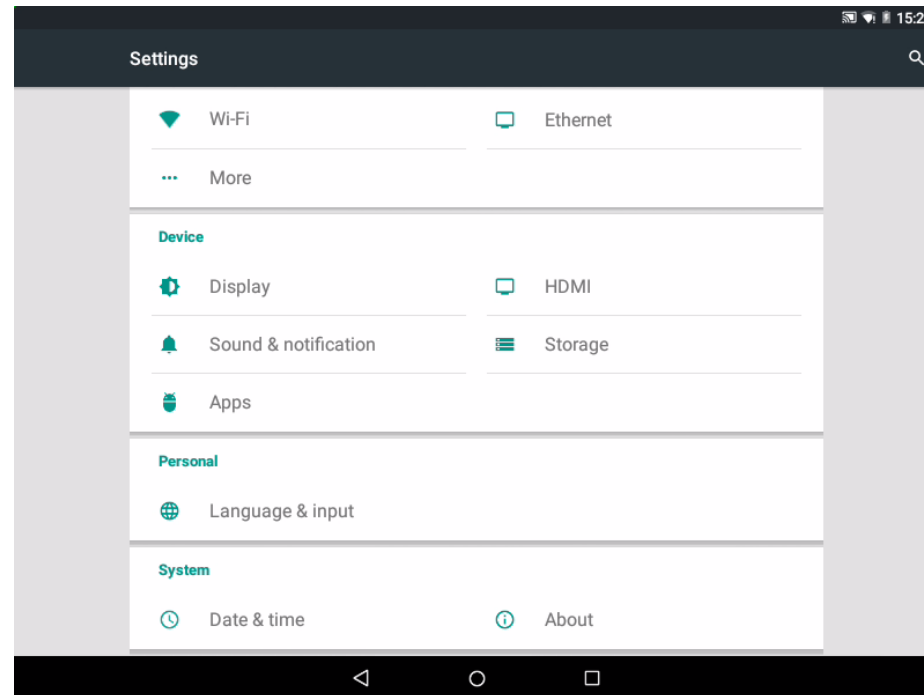 15:2
Settings
Wi-Fi
Ethernet
More
Device
Display
HDMI
Sound & notification
Storage
Apps
Personal
Language & input
System
Date & time
About